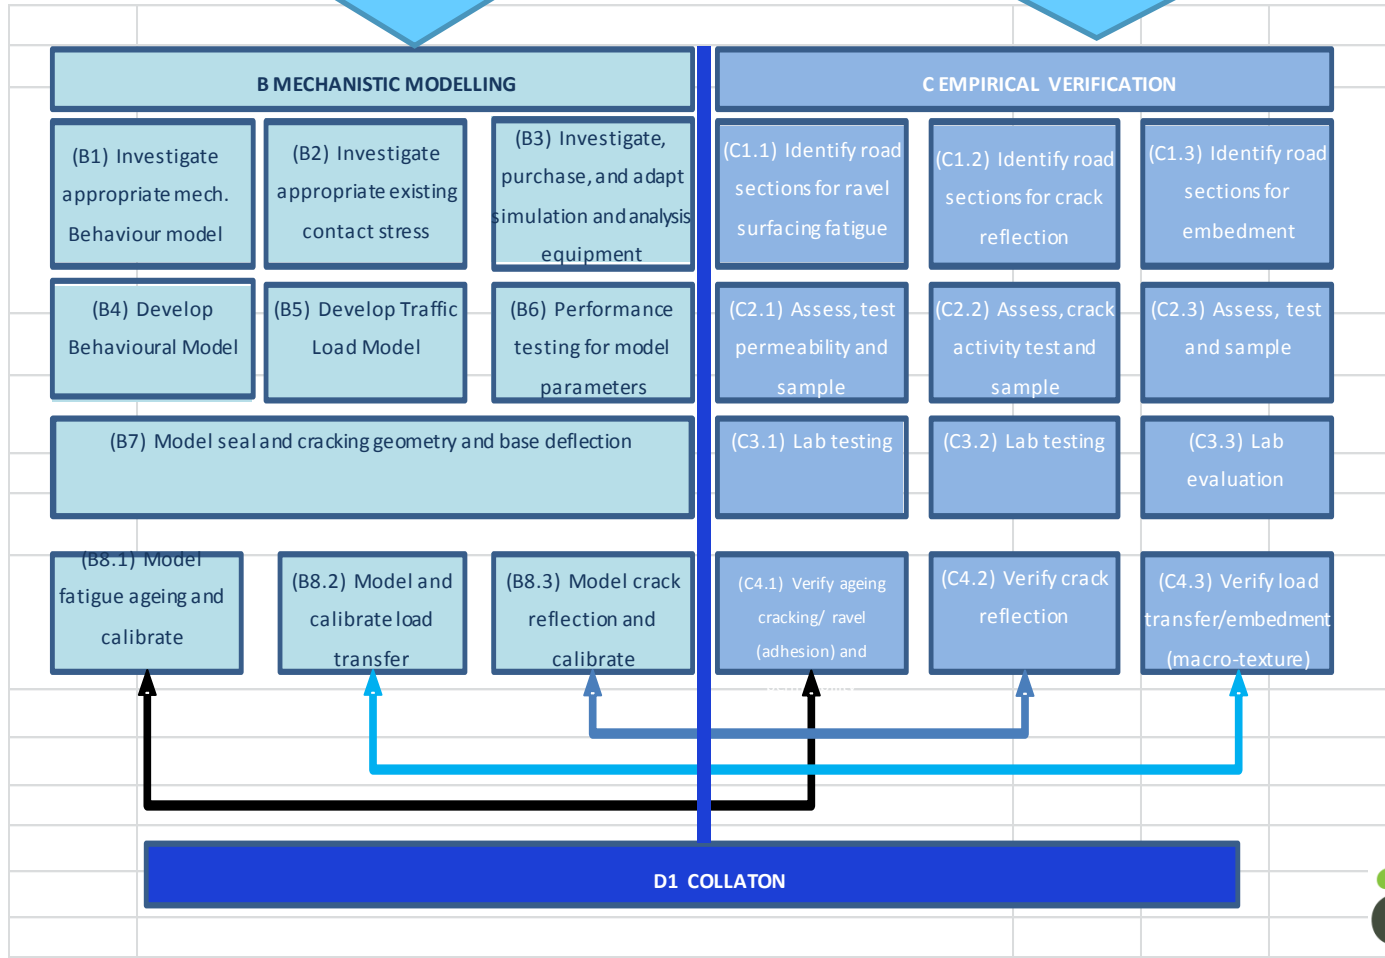 B MECHANISTIC MODELLING
C EMPIRICAL VERIFICATION
(B1) Investigate
appropriate mech.
Behaviour model
(B2) Investigate
appropriate existing
contact stress
(B3) Investigate,
purchase, and adapt
simulation and analysis
equipment
(C1.1) Identify road
sections for ravel
surfacing fatigue
(C1.2) Identify road
sections for crack
reflection
(C1.3) Identify road
sections for
embedment
(B4) Develop
Behavioural Model
(B5) Develop Traffic
Load Model
(B6) Performance
testing for model
parameters
(C2.1) Assess, test
permeability and
sample
(C2.2) Assess, crack
activity test and
sample
(C2.3) Assess, test
and sample
(B7) Model seal and cracking geometry and base deflection
(C3.1) Lab testing
(C3.2) Lab testing
(C3.3) Lab
evaluation
(B8.1) Model
fatigue ageing and
calibrate
(B8.2) Model and
calibrate load
transfer
(B8.3) Model crack
reflection and
calibrate
(C4.1) Verify ageing
cracking/ ravel
(adhesion) and
(C4.2) Verify crack
reflection
(C4.3) Verify load
transfer/embedment
(macro-texture)
D1 COLLATON